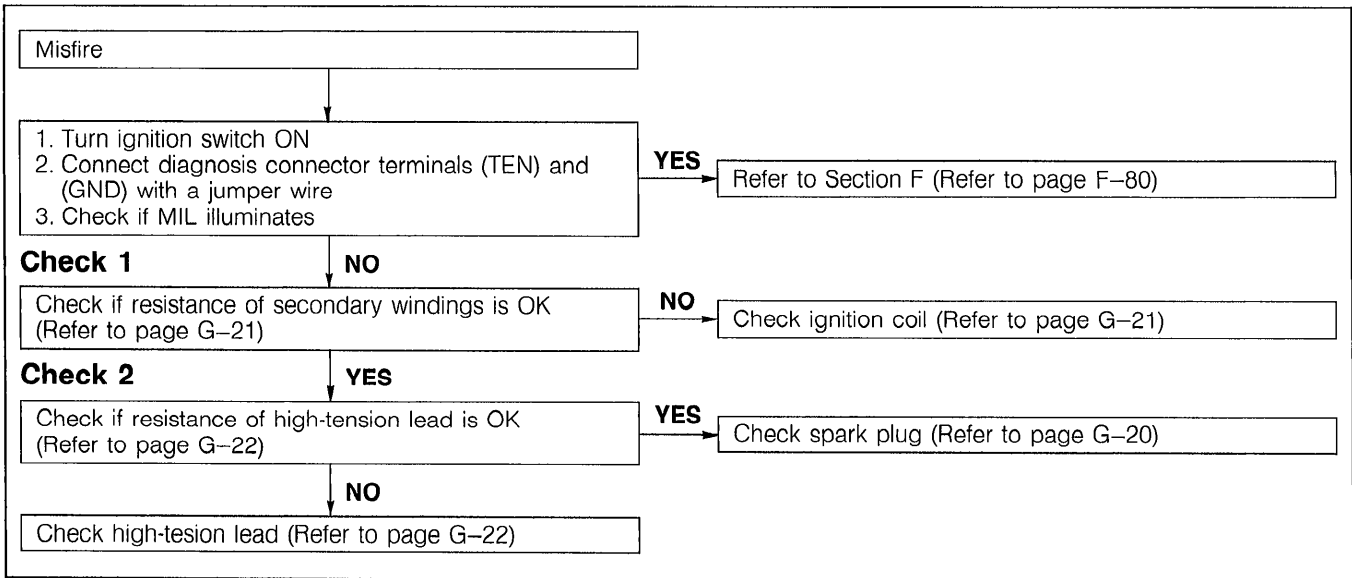 Misfire
1. Turn ignition switch ON
2. Connect diagnosis connector terminals (TEN) and
(GND) with a jumper wire
3. Check if MIL illuminates
YES
Refer to Section F (Refer to page F–80)
Check 1
NO
Check if resistance of secondary windings is OK
(Refer to page G–21)
NO
Check ignition coil (Refer to page G–21)
Check 2
YES
Check if resistance of high-tension lead is OK
(Refer to page G–22)
YES
Check spark plug (Refer to page G–20)
NO
Check high-tesion lead (Refer to page G–22)